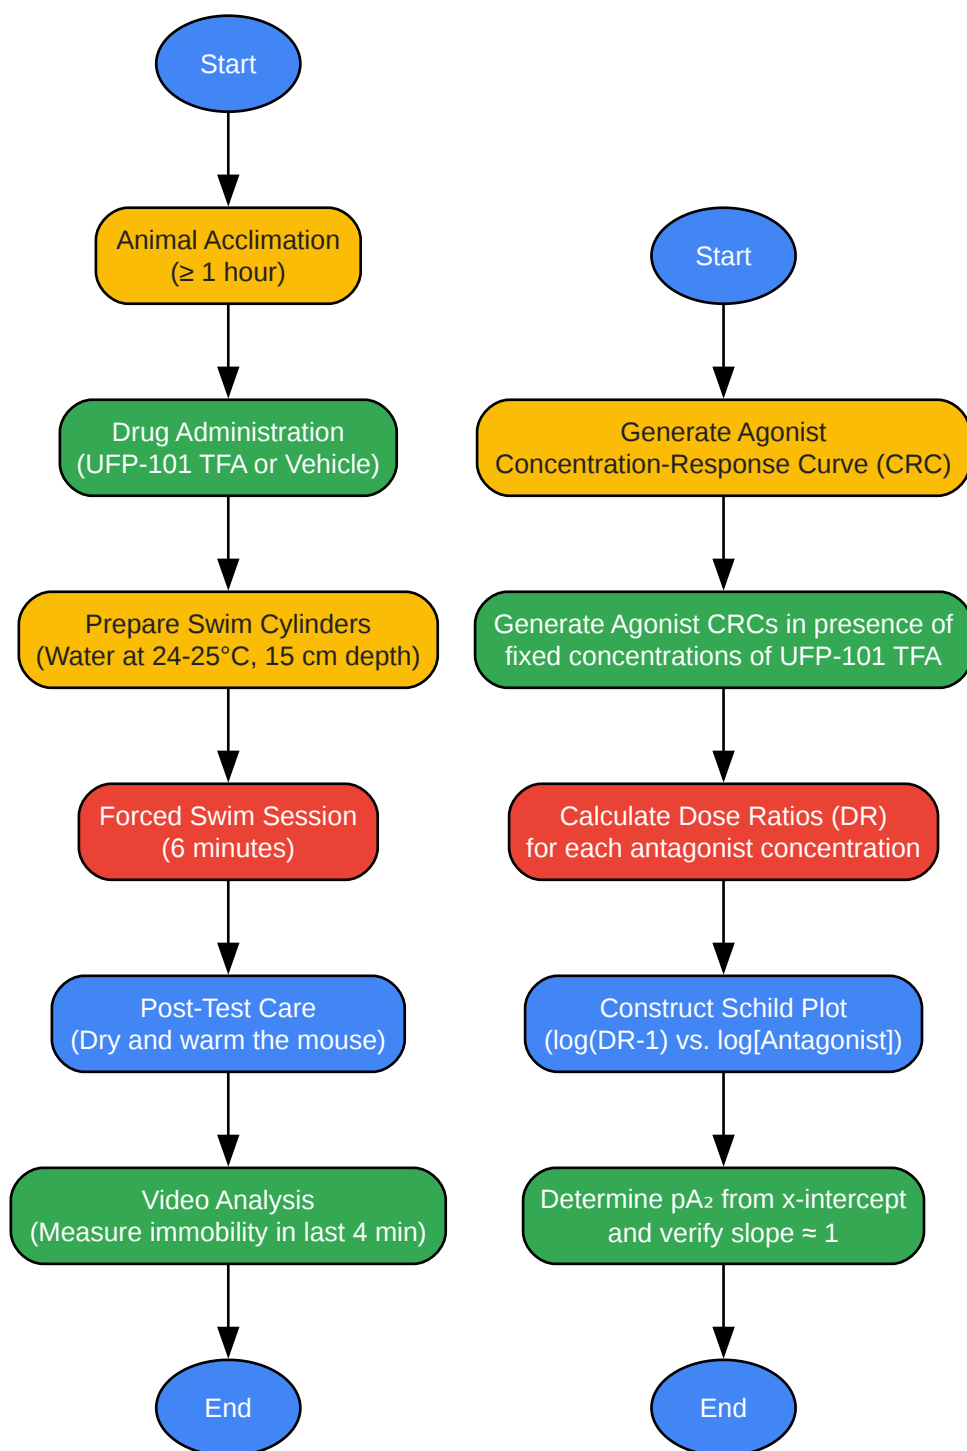 Start
Animal Acclimation
(≥ 1 hour)
Drug Administration
(UFP-101 TFA or Vehicle)
Prepare Swim Cylinders
(Water at 24-25°C, 15 cm depth)
Forced Swim Session
(6 minutes)
Post-Test Care
(Dry and warm the mouse)
Video Analysis
(Measure immobility in last 4 min)
End
Start
Generate Agonist
Concentration-Response Curve (CRC)
Generate Agonist CRCs in presence of
fixed concentrations of UFP-101 TFA
Calculate Dose Ratios (DR)
for each antagonist concentration
Construct Schild Plot
(log(DR-1) vs. log[Antagonist])
Determine pA₂ from x-intercept
and verify slope ≈ 1
End